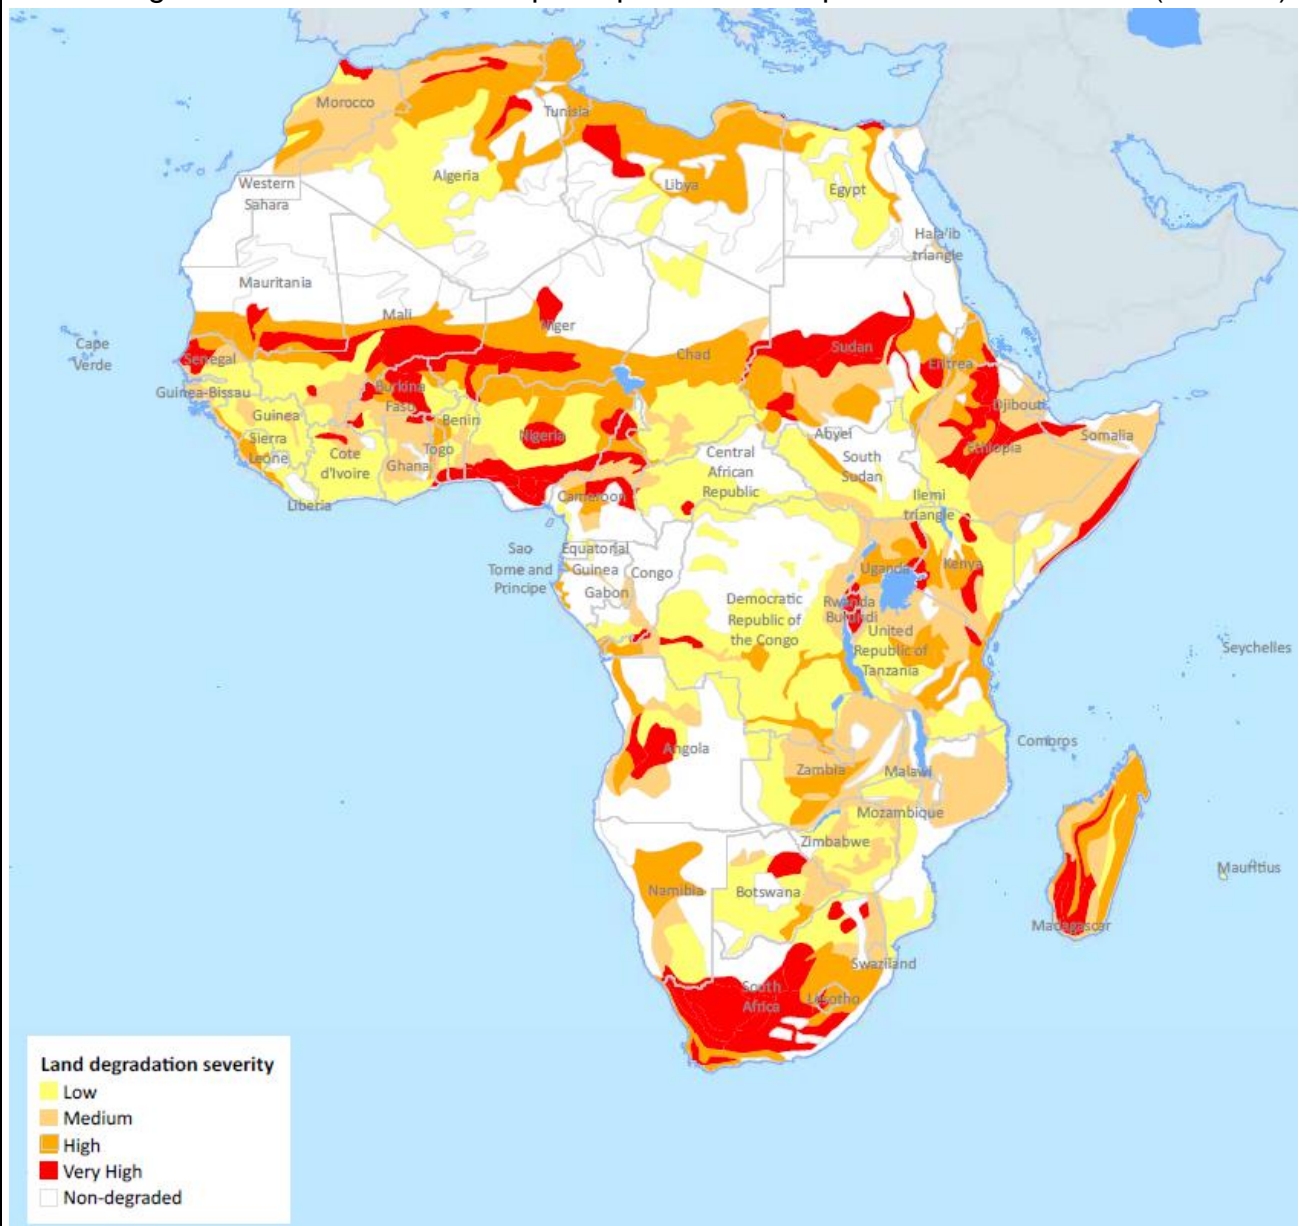 Morocco
Tunisia
Algeria
Libya
Egypt
Western
Sahara
Hala'ib
triangle
Mauritania
Mali
Niger
Chad
Sudan
Eritrea
Cape
Verde
Senegal
Guinea-Bissau
Burkina
Faso
Guinea
Benin
Djibouti
Sierra
Leone
Cote
d'Ivoire
Ghana
Togo
Nigeria
Abyei
Ethiopia
Somalia
Central
African
Republic
South
Sudan
Liberia
Cameroon
Ilemi
triangle
Sao
Tome and
Principe
Equatorial
Guinea
Gabon
Congo
Uganda
Kenya
Democratic
Republic of
the Congo
Rwanda
Burundi
United
Republic of
Tanzania
Seychelles
Angola
Comoros
Zambia
Malawi
Mozambique
Zimbabwe
Namibia
Botswana
Mauritius
Madagascar
Swaziland
South
Africa
Lesotho
Land degradation severity
Low
Medium
High
Very High
Non-degraded